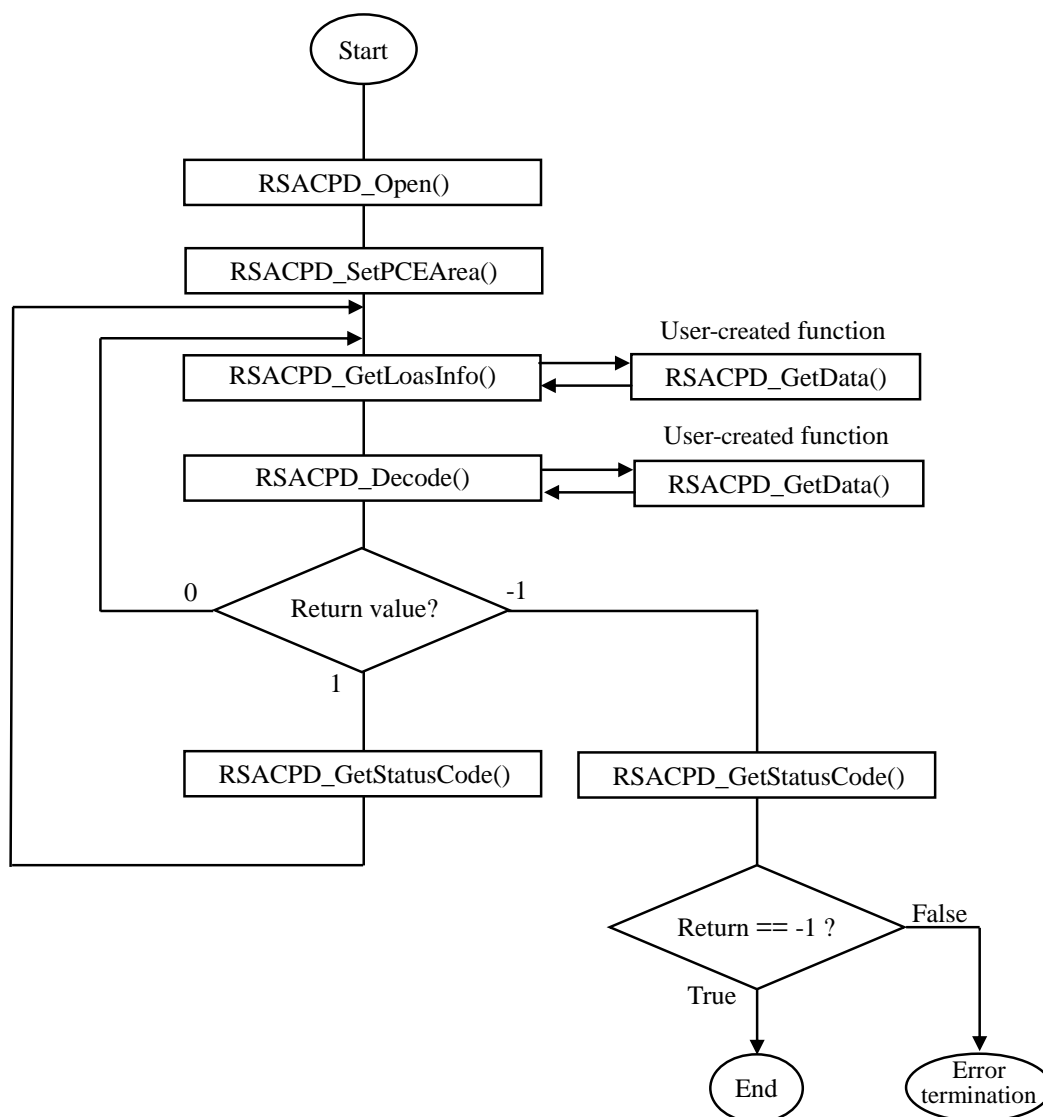 Start
RSACPD_Open()
RSACPD_SetPCEArea()
User-created function
RSACPD_GetLoasInfo()
RSACPD_GetData()
User-created function
RSACPD_Decode()
RSACPD_GetData()
0
Return value?
-1
1
RSACPD_GetStatusCode()
RSACPD_GetStatusCode()
Return == -1 ?
False
True
End
Error
termination